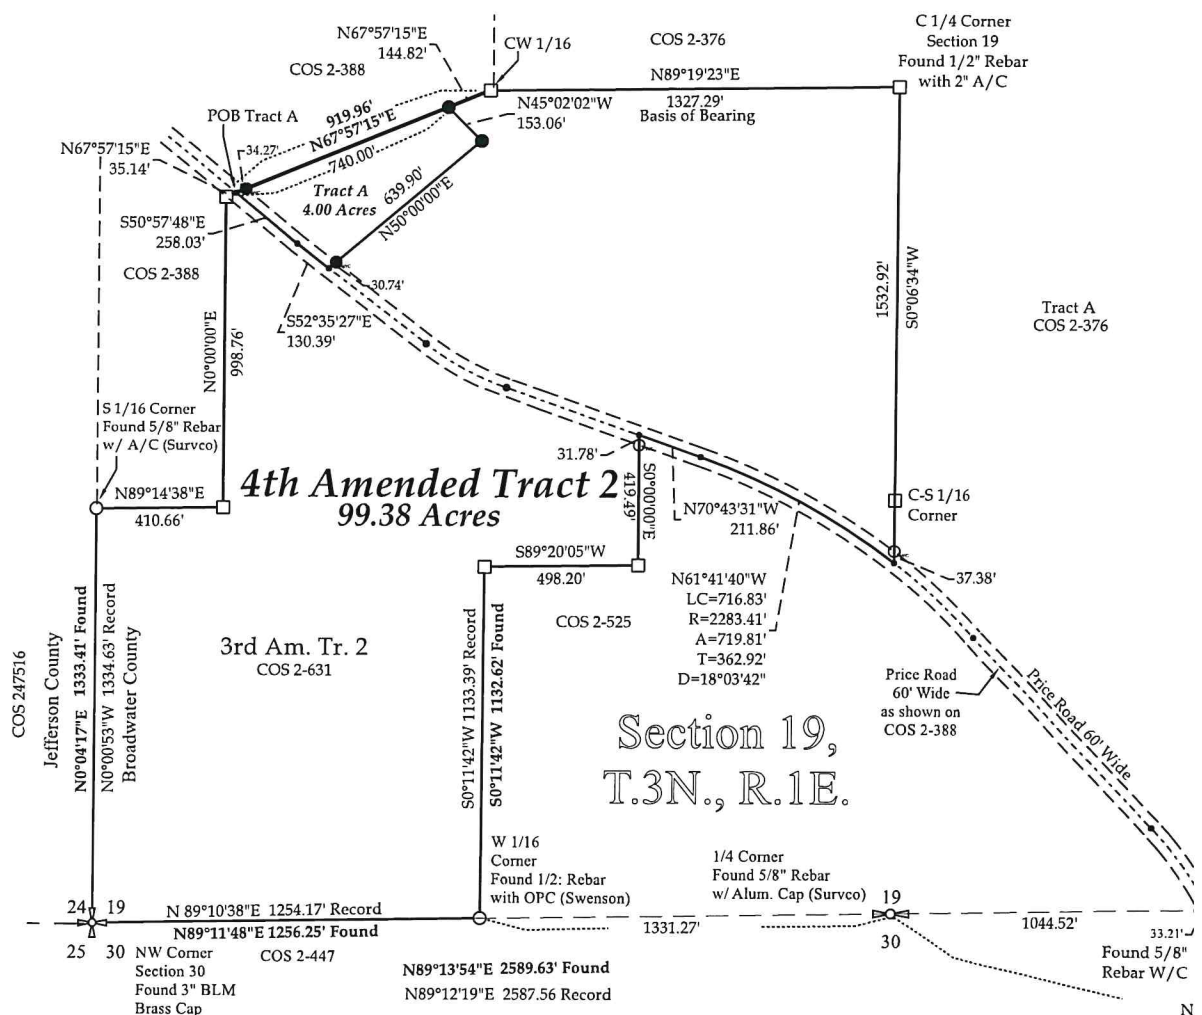 C 1/4 Corner
Section 19
Found 1/2" Rebar
with 2" A/C
N67°57'15"E
144.82'
CW 1/16
COS 2-376
COS 2-388
N89°19'23"E
1327.29'
Basis of Bearing
N45°02'02"W
153.06'
POB Tract A
919.96'
N67°57'15"E
740.00'
34.27'
N67°57'15"E
35.14'
Tract A
4.00 Acres
639.90'
N50°00'00"E
S50°57'48"E
258.03'
COS 2-388
30.74'
S52°35'27"E
130.39'
N0°00'00"E
998.76'
1532.92'
S0°06'34"W
Tract A
COS 2-376
S 1/16 Corner
Found 5/8" Rebar
w/ A/C (Survco)
N89°14'38"E
410.66'
4th Amended Tract 2
99.38 Acres
31.78'
S0°00'00"E
419.49'
N70°43'31"W
211.86'
C-S 1/16
Corner
37.38'
S89°20'05"W
498.20'
N61°41'40"W
LC=716.83'
R=2283.41'
A=719.81'
T=362.92'
D=18°03'42"
COS 2-525
3rd Am. Tr. 2
COS 2-631
COS 247516
Jefferson County
N0°04'17"E 1333.41' Found
N0°00'53"W 1334.63' Record
Broadwater County
S0°11'42"W 1133.39' Record
S0°11'42"W 1132.62' Found
Price Road
60' Wide
as shown on
COS 2-388
Price Road 60' Wide
Section 19,
T.3N., R.1E.
W 1/16
Corner
Found 1/2: Rebar
with OPC (Swenson)
1/4 Corner
Found 5/8" Rebar
w/ Alum. Cap (Survco)
24 19
25 30
N 89°10'38"E 1254.17' Record
N89°11'48"E 1256.25' Found
COS 2-447
NW Corner
Section 30
Found 3" BLM
Brass Cap
1331.27'
19
30
1044.52'
33.21'
Found 5/8"
Rebar W/C
N89°13'54"E 2589.63' Found
N89°12'19"E 2587.56 Record
N